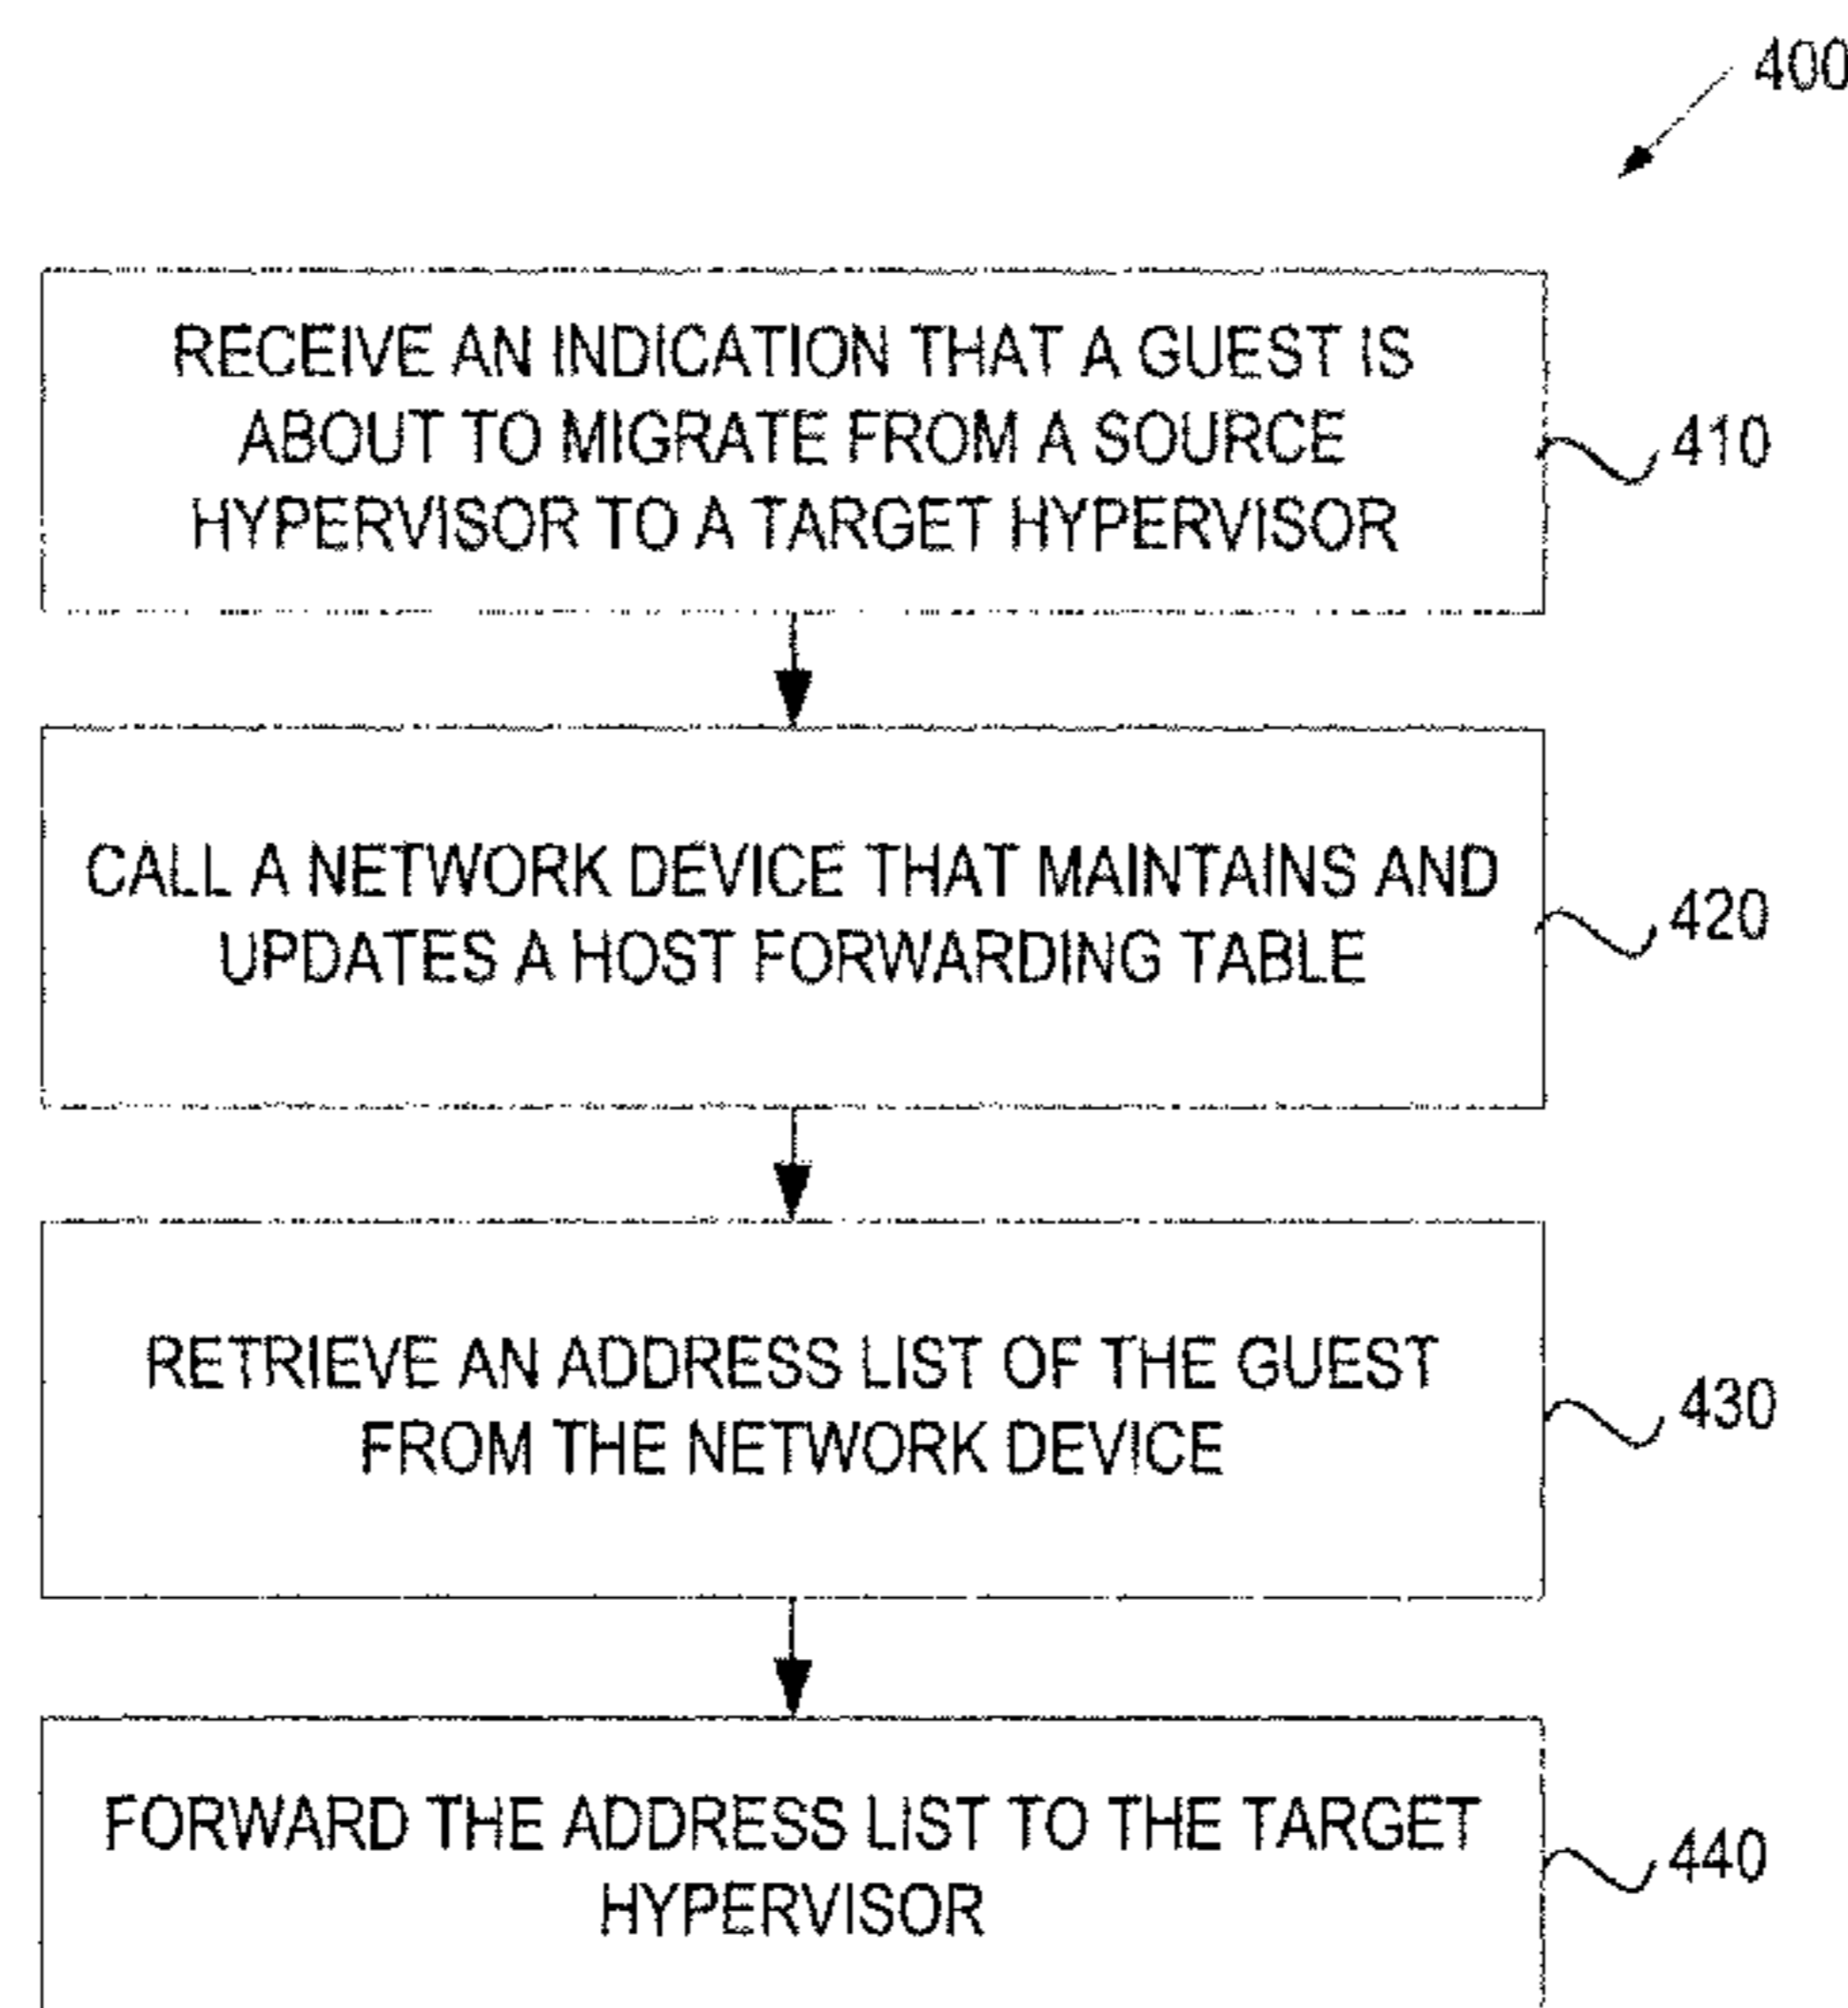 400
RECEIVE AN INDICATION THAT A GUEST IS
ABOUT TO MIGRATE FROM A SOURCE
HYPERVISOR TO A TARGET HYPERVISOR
410
CALL A NETWORK DEVICE THAT MAINTAINS AND
UPDATES A HOST FORWARDING TABLE
420
RETRIEVE AN ADDRESS LIST OF THE GUEST
FROM THE NETWORK DEVICE
430
FORWARD THE ADDRESS LIST TO THE TARGET
HYPERVISOR
440